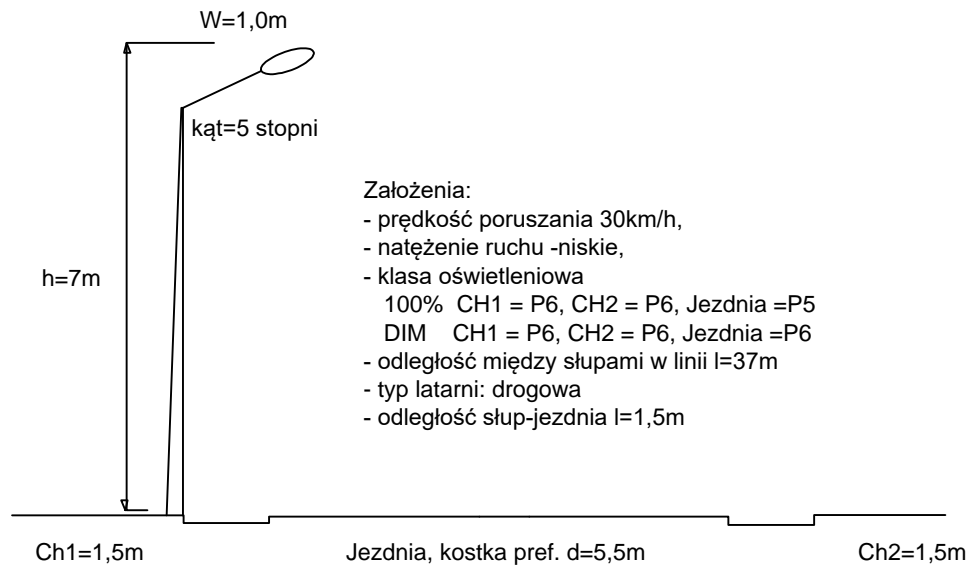 W=1,0m
kąt=5 stopni
h=7m
Założenia:
- prędkość poruszania 30km/h,
- natężenie ruchu -niskie,
- klasa oświetleniowa
100% CH1 = P6, CH2 = P6, Jezdnia =P5
DIM CH1 = P6, CH2 = P6, Jezdnia =P6
- odległość między słupami w linii l=37m
- typ latarni: drogowa
- odległość słup-jezdnia l=1,5m
Ch1=1,5m
Jezdnia, kostka pref. d=5,5m
Ch2=1,5m